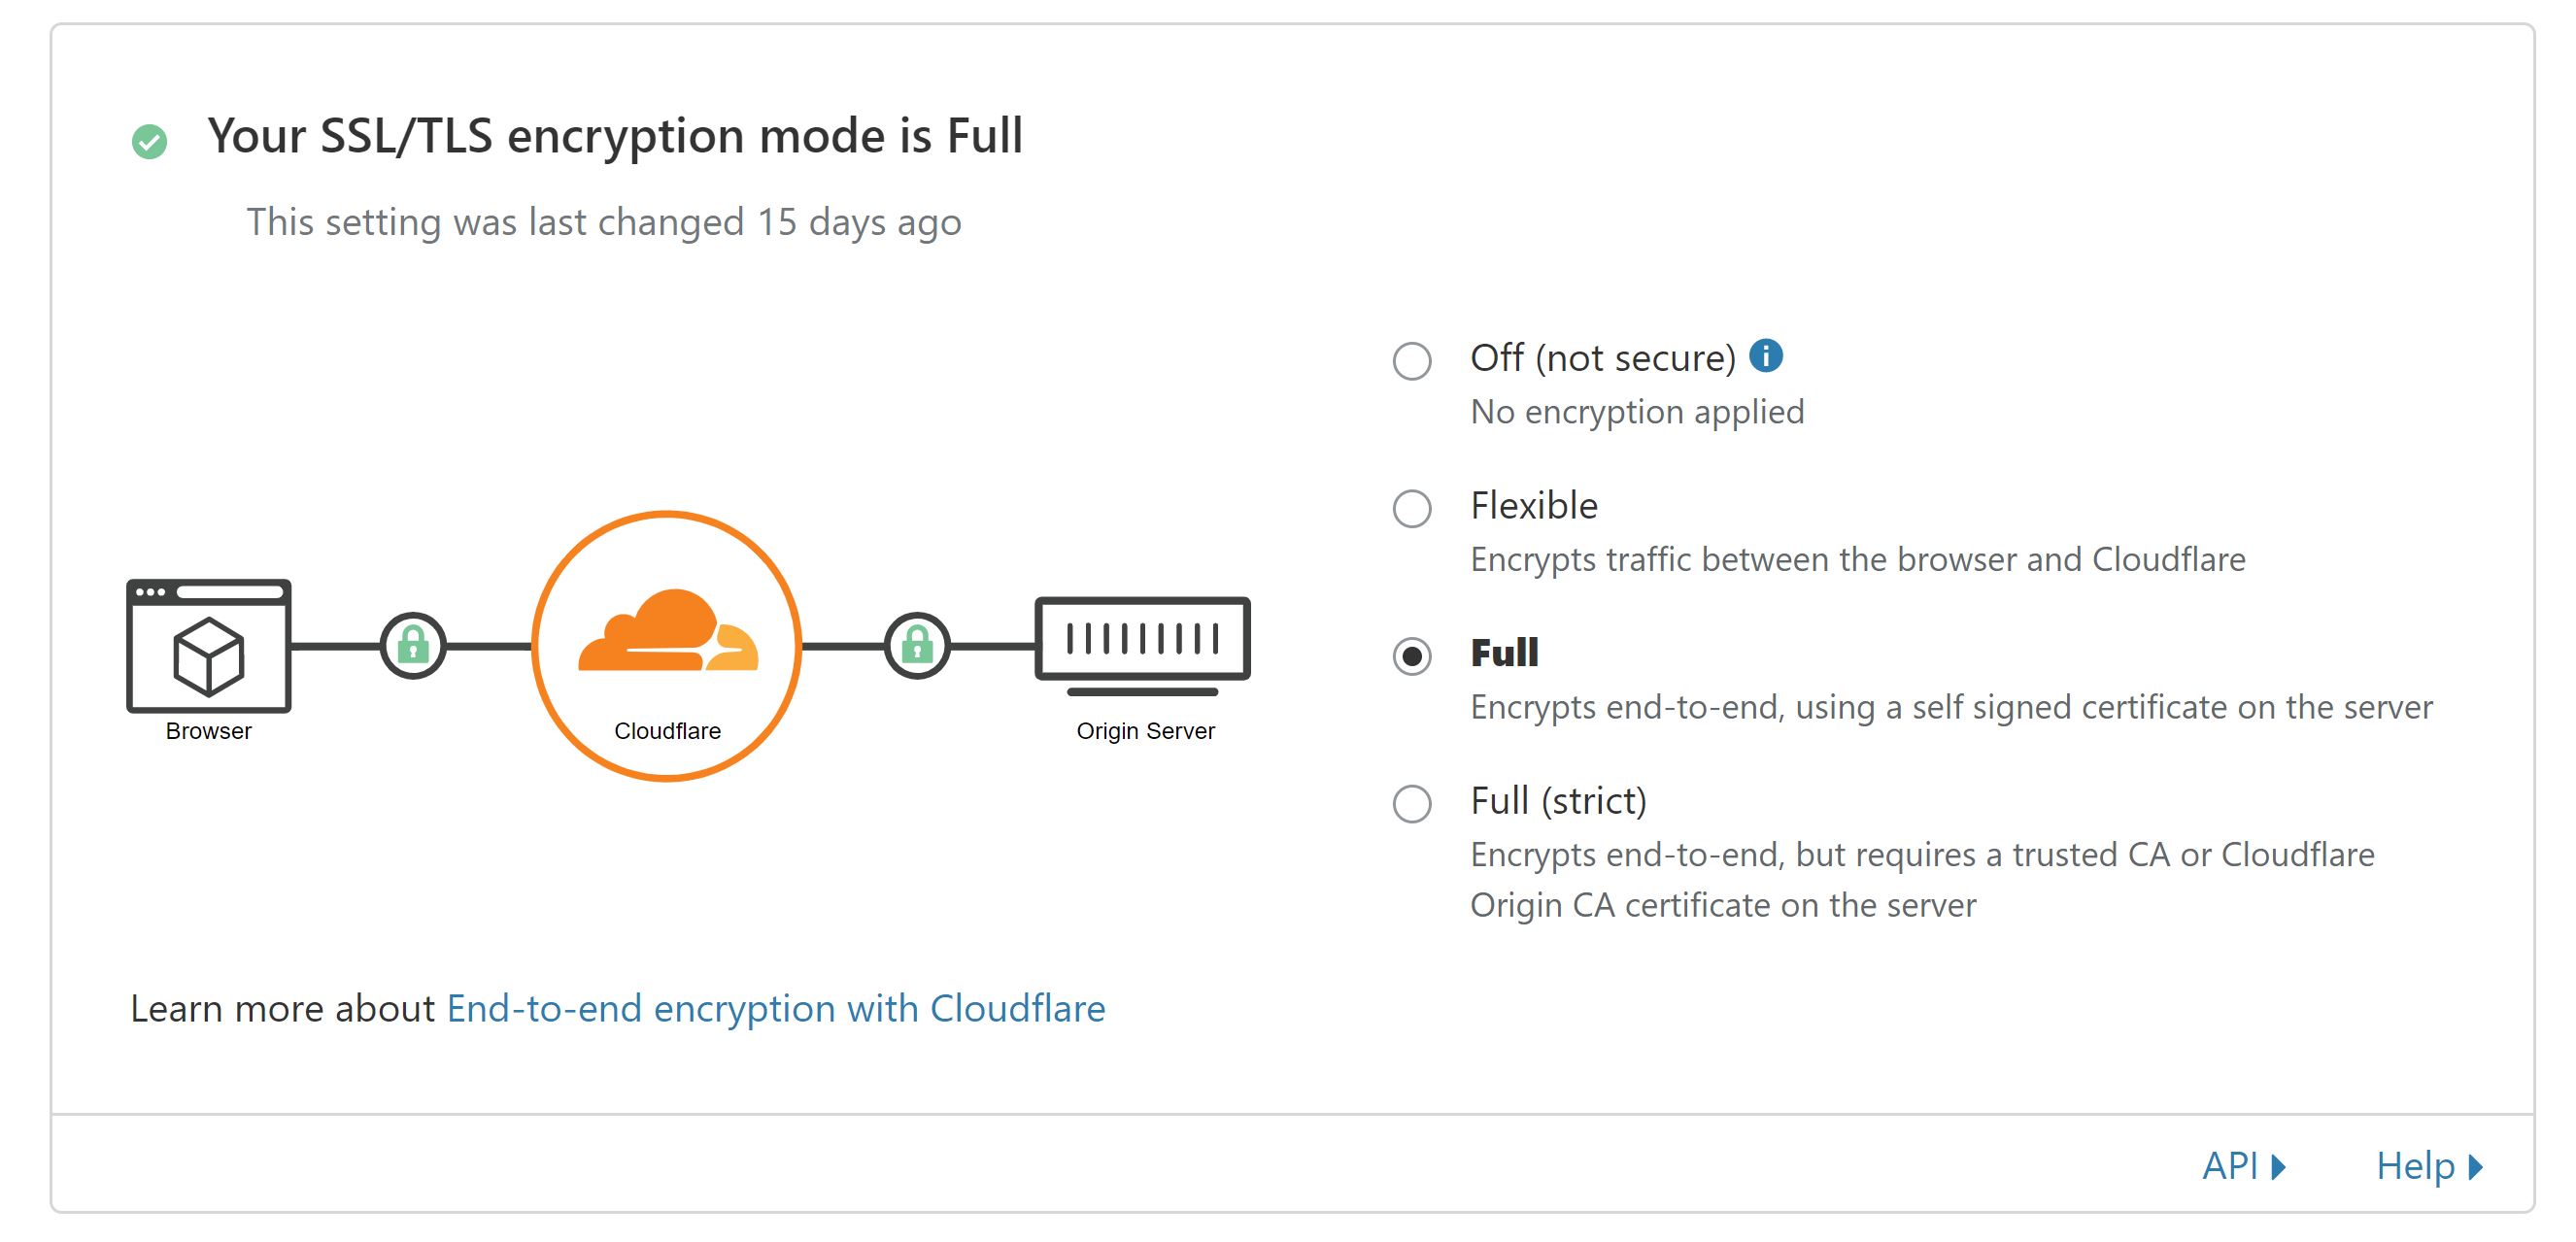 Your SSL/TLS encryption mode is Full
This setting was last changed 15 days ago
Off (not secure)
No encryption applied
Flexible
Encrypts traffic between the browser and Cloudflare
Full
Encrypts end-to-end, using a self signed certificate on the server
Full (strict)
Encrypts end-to-end, but requires a trusted CA or Cloudflare
Origin CA certificate on the server
Browser
Cloudflare
Origin Server
Learn more about End-to-end encryption with Cloudflare
API
Help